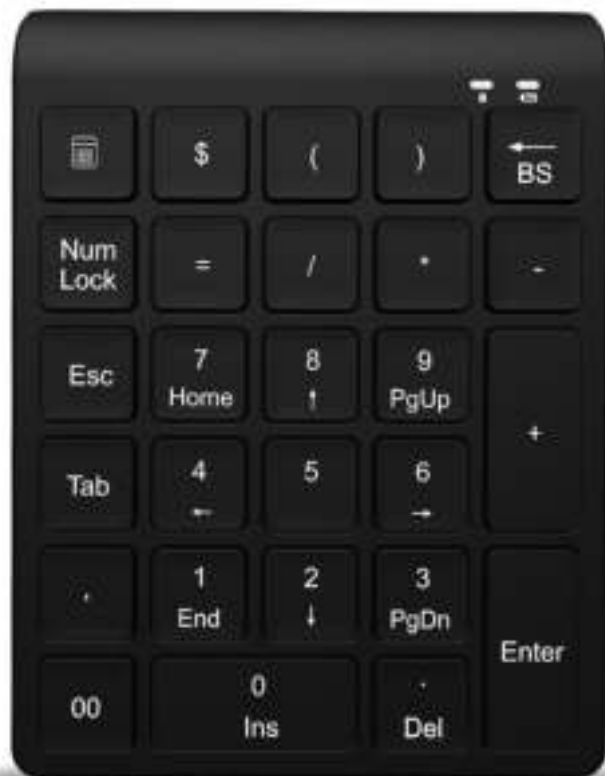 $ ( ) ←
BS
Num
Lock
= / * -
Esc
7
Home
8
↑
9
PgUp
+
Tab
4
←
5
6
→
,
1
End
2
↓
3
PgDn
Enter
00
0
Ins
.
Del